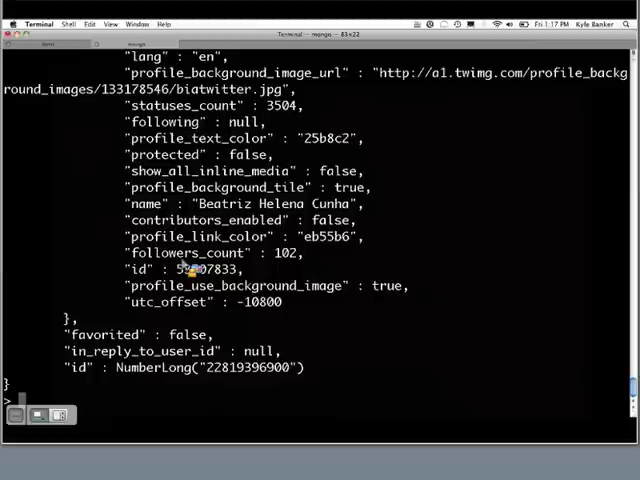 Terminal Shell Edit View Window Help Fri 1:17 PM Kyle Banker
Terminal — mongo — 83×22
mongo
"lang" : "en",
"profile_background_image_url" : "http://a1.twimg.com/profile_backg
round_images/133178546/biatwitter.jpg",
"statuses_count" : 3504,
"following" : null,
"profile_text_color" : "25b8c2",
"protected" : false,
"show_all_inline_media" : false,
"profile_background_tile" : true,
"name" : "Beatriz Helena Cunha",
"contributors_enabled" : false,
"profile_link_color" : "eb55b6",
"followers_count" : 102,
"id" :
"profile_use_background_image" : true,
"utc_offset" : -10800
},
"favorited" : false,
"in_reply_to_user_id" : null,
"id" : NumberLong("22819396900")
}
>